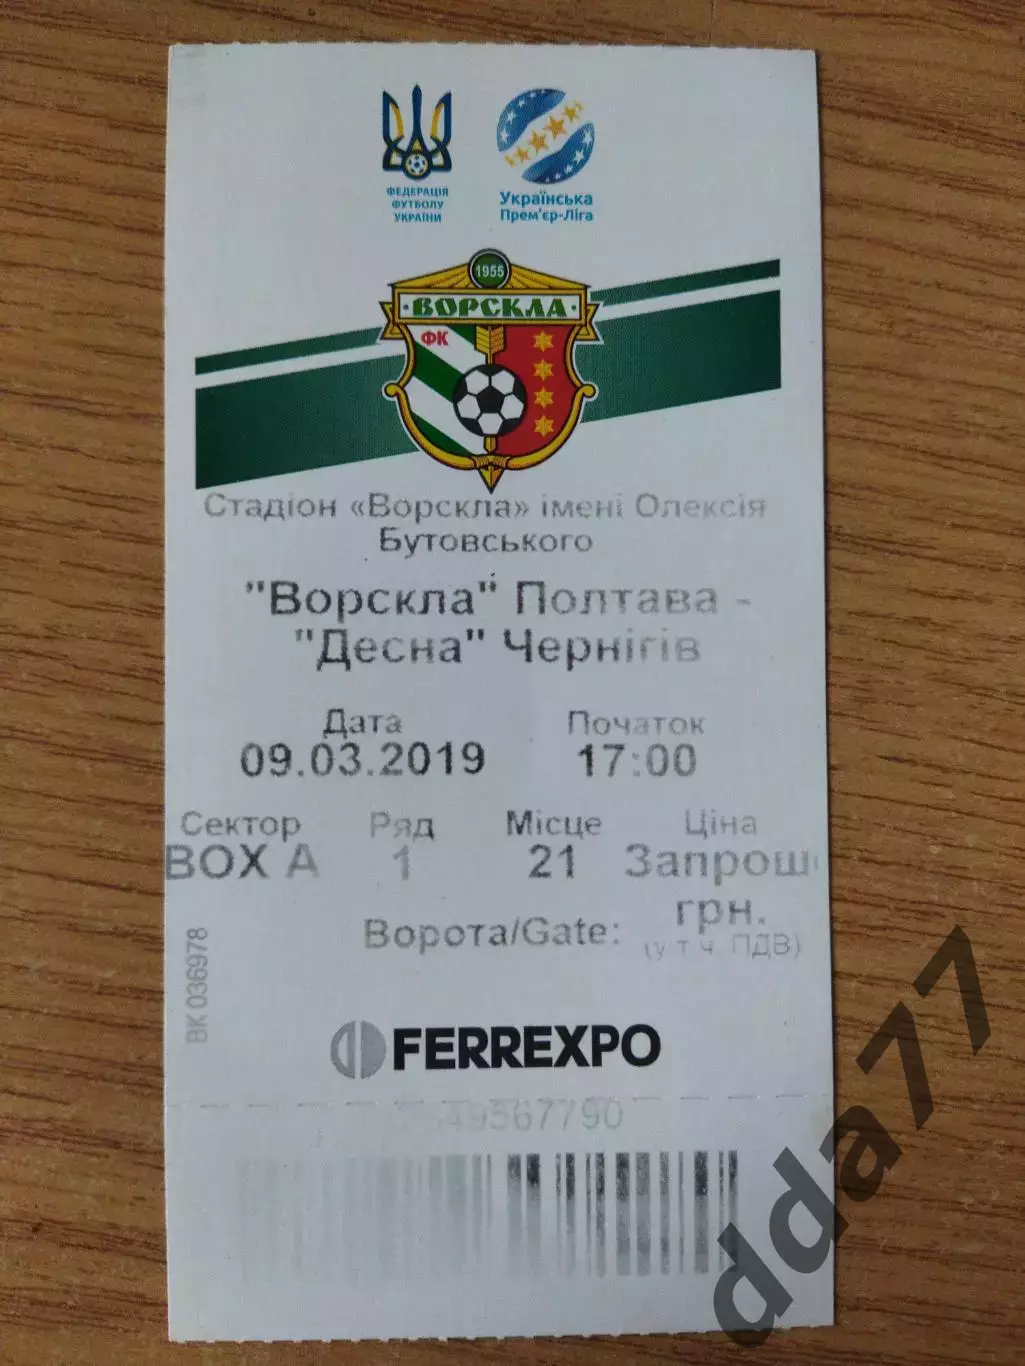 ФЕДЕРАЦІЯ
ФУТБОЛУ
УКРАЇНИ
Українська
Прем'єр-Ліга
1955
·ВОРСКЛА·
ФК
Стадіон «Ворскла» імені Олексія
Бутовського
"Ворскла" Полтава -
"Десна" Чернігів
Дата Початок
09.03.2019 17:00
Сектор Ряд Місце Ціна
BOX A 1 21 Запроше
грн.
Ворота/Gate: (у т.ч. ПДВ)
ВК 036978
FERREXPO
49567790
dda77